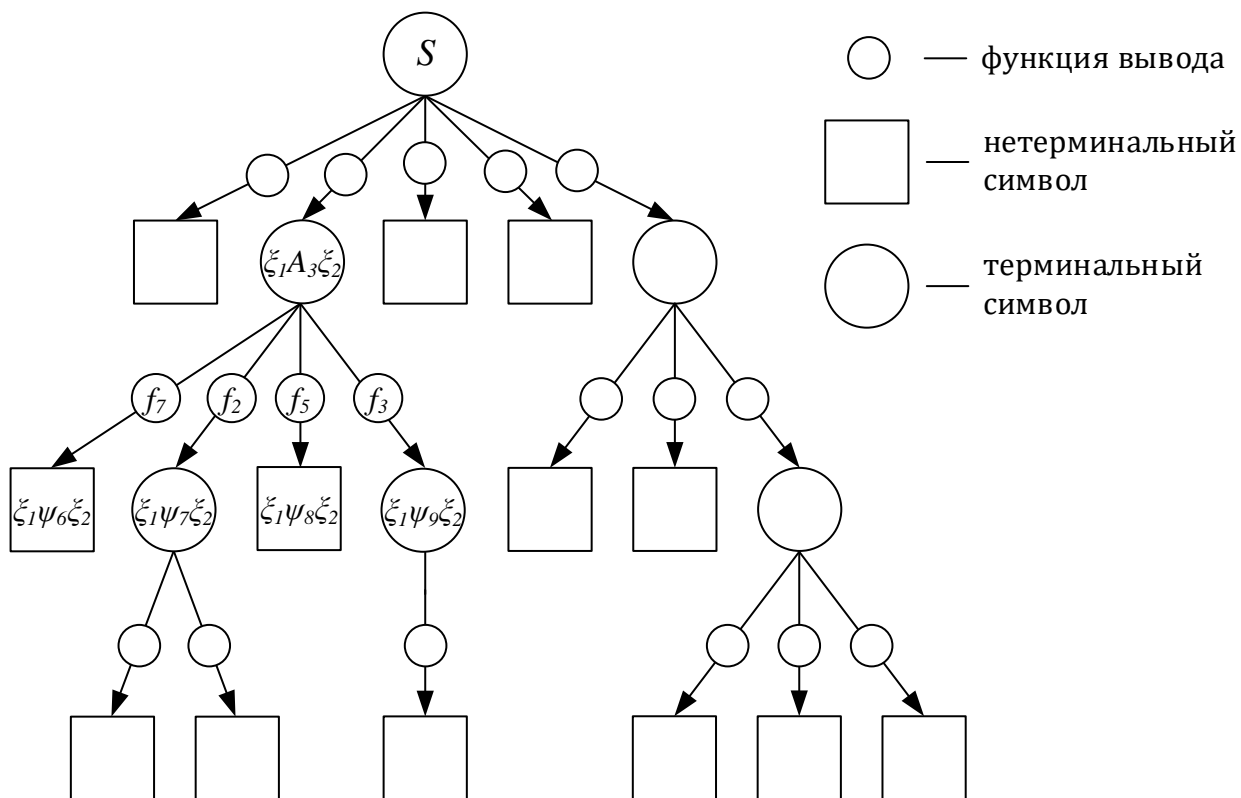 S
функция вывода
нетерминальный
символ
ξ₁A₃ξ₂
терминальный
символ
f₇ f₂ f₅ f₃
ξ₁ψ₆ξ₂ ξ₁ψ₇ξ₂ ξ₁ψ₈ξ₂ ξ₁ψ₉ξ₂